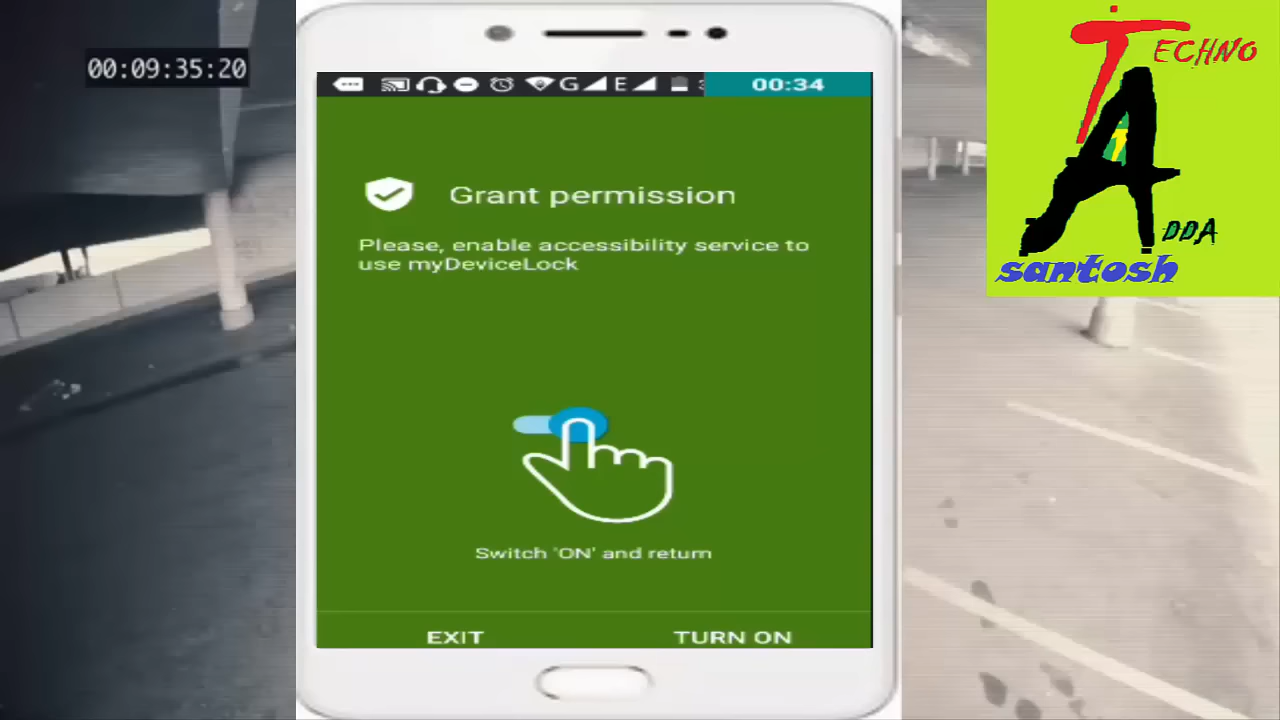 00:09:35:20
G E 00:34
Grant permission
Please, enable accessibility service to
use myDeviceLock
Switch 'ON' and return
EXIT TURN ON
TECHNO
ADDA
santosh